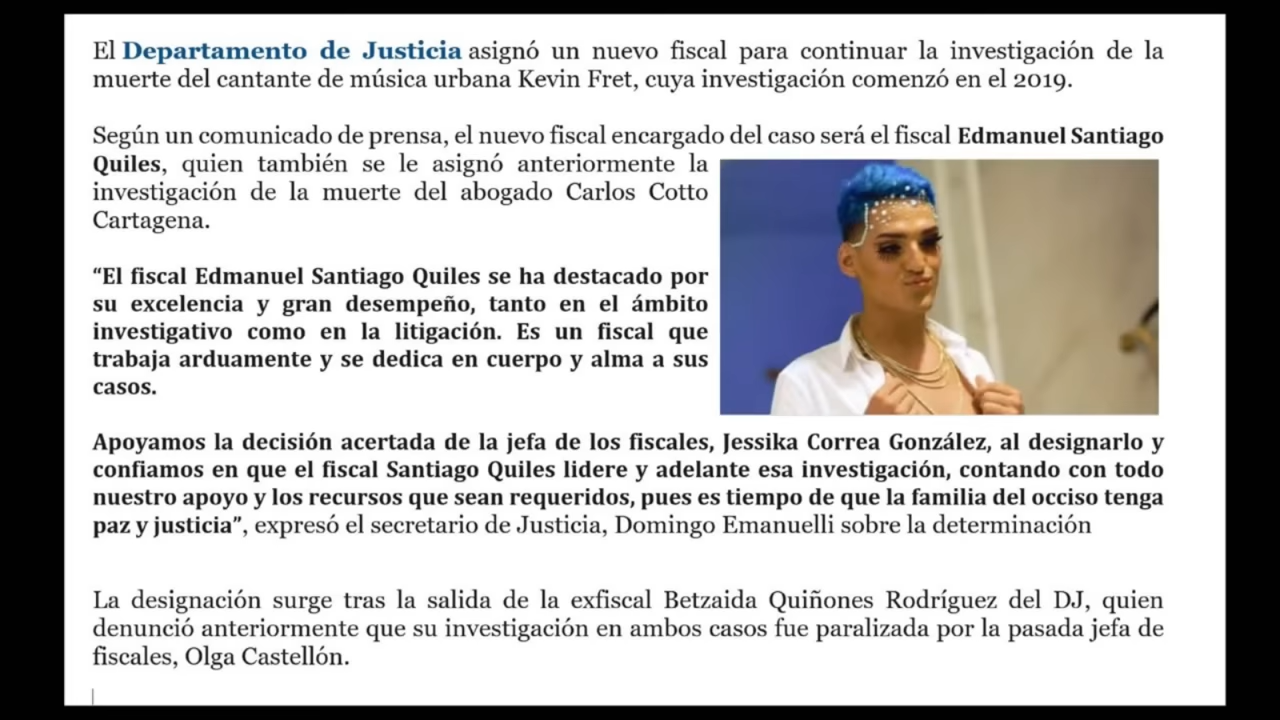 El Departamento de Justicia asignó un nuevo fiscal para continuar la investigación de la
muerte del cantante de música urbana Kevin Fret, cuya investigación comenzó en el 2019.
Según un comunicado de prensa, el nuevo fiscal encargado del caso será el fiscal Edmanuel Santiago
Quiles, quien también se le asignó anteriormente la
investigación de la muerte del abogado Carlos Cotto
Cartagena.
“El fiscal Edmanuel Santiago Quiles se ha destacado por
su excelencia y gran desempeño, tanto en el ámbito
investigativo como en la litigación. Es un fiscal que
trabaja arduamente y se dedica en cuerpo y alma a sus
casos.
Apoyamos la decisión acertada de la jefa de los fiscales, Jessika Correa González, al designarlo y
confiamos en que el fiscal Santiago Quiles lidere y adelante esa investigación, contando con todo
nuestro apoyo y los recursos que sean requeridos, pues es tiempo de que la familia del occiso tenga
paz y justicia”, expresó el secretario de Justicia, Domingo Emanuelli sobre la determinación
La designación surge tras la salida de la exfiscal Betzaida Quiñones Rodríguez del DJ, quien
denunció anteriormente que su investigación en ambos casos fue paralizada por la pasada jefa de
fiscales, Olga Castellón.